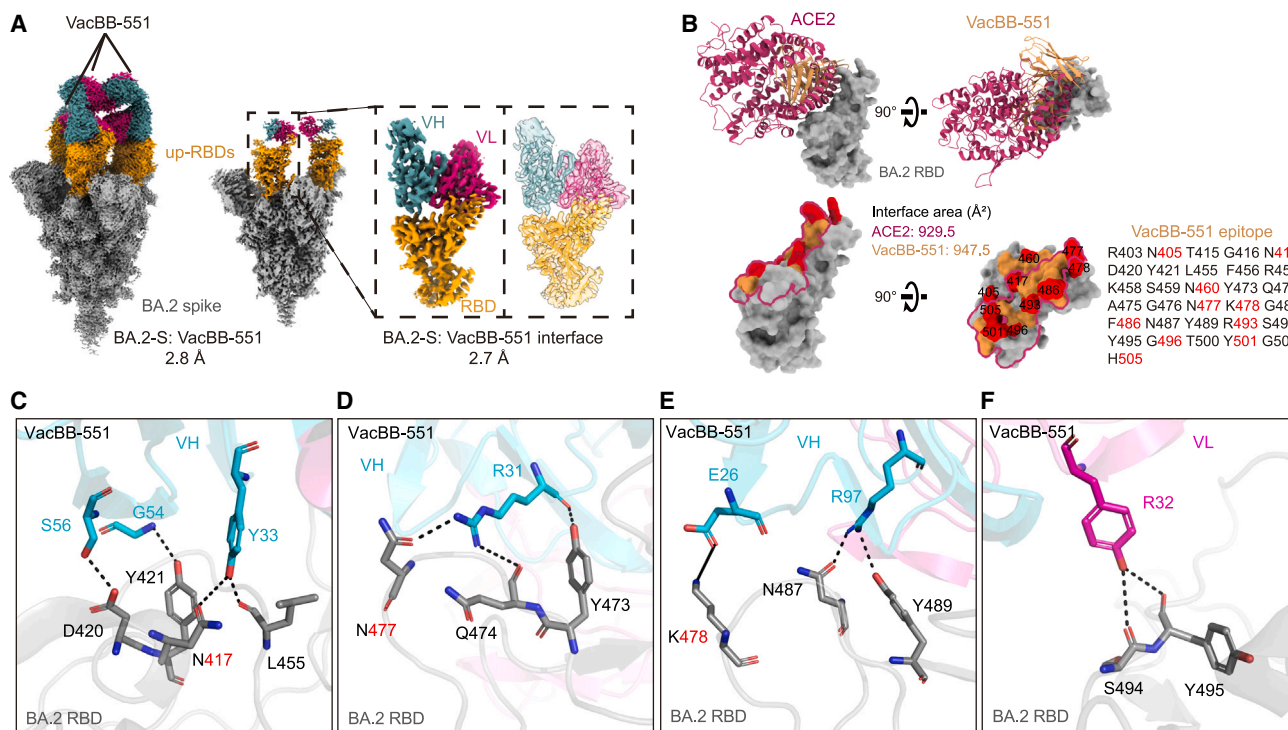 A
VacBB-551
up-RBDs
BA.2 spike
BA.2-S: VacBB-551
2.8 Å
VH
VL
RBD
BA.2-S: VacBB-551 interface
2.7 Å
B
ACE2
VacBB-551
90°
BA.2 RBD
Interface area (Å²)
ACE2: 929.5
VacBB-551: 947.5
90°
477
478
460
417
486
405
493
505
501
496
VacBB-551 epitope
R403 N405 T415 G416 N41
D420 Y421 L455 F456 R45
K458 S459 N460 Y473 Q47
A475 G476 N477 K478 G48
F486 N487 Y489 R493 S49
Y495 G496 T500 Y501 G50
H505
C
VacBB-551
VH
S56
G54
Y33
Y421
D420
N417
L455
BA.2 RBD
D
VacBB-551
VH
R31
Y473
N477
Q474
BA.2 RBD
E
VacBB-551
VH
E26
R97
N487
Y489
K478
BA.2 RBD
F
VacBB-551
VL
R32
S494
Y495
BA.2 RBD